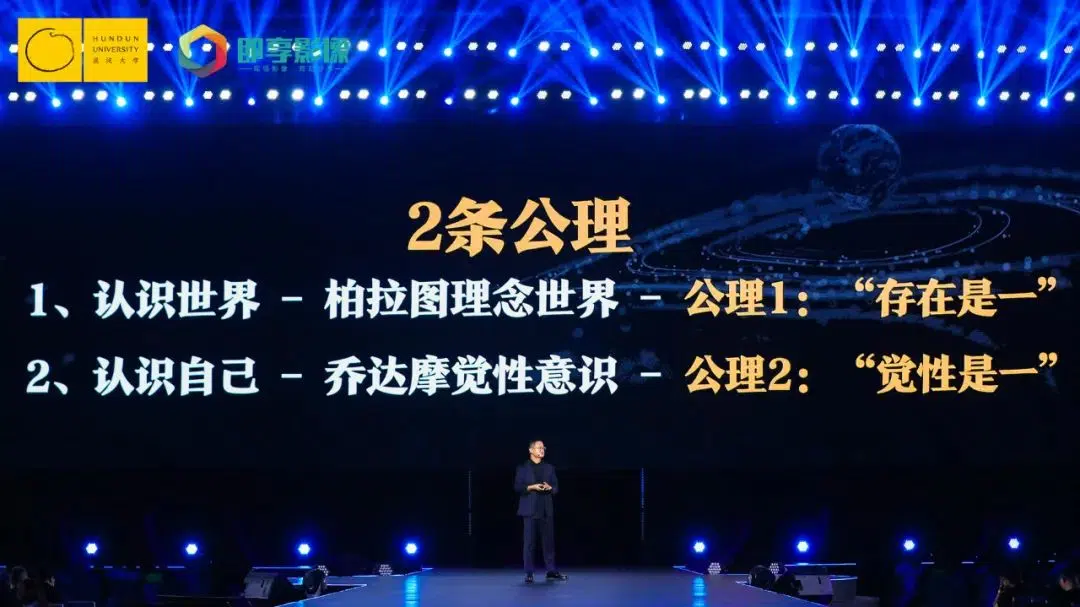 HUNDUN
UNIVERSITY
混沌大學
即享影像
2条公理
1、认识世界 - 柏拉图理念世界 - 公理1：“存在是一”
2、认识自己 - 乔达摩觉性意识 - 公理2：“觉性是一”